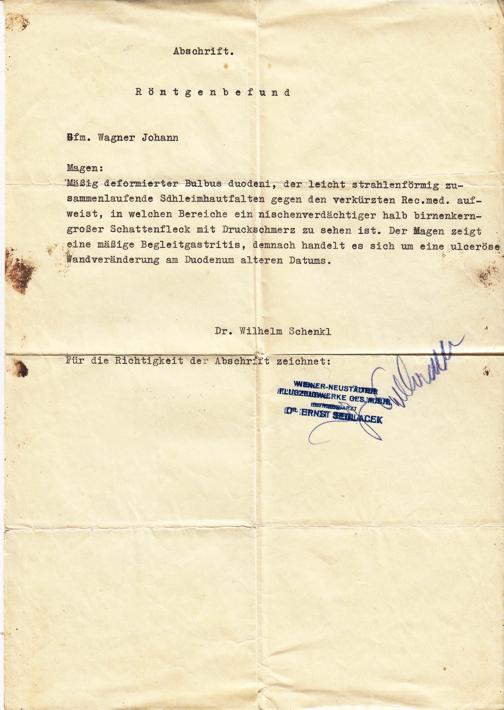 Abschrift.
Röntgenbefund
Gfm. Wagner Johann
Magen:
Mäßig deformierter Bulbus duodeni, der leicht strahlenförmig zu-
sammenlaufende Sdhleimhautfalten gegen den verkürzten Rec.med. auf-
weist, in welchen Bereiche ein nischenverdächtiger halb birnenkern-
großer Schattenfleck mit Druckschmerz zu sehen ist. Der Magen zeigt
eine mäßige Begleitgastritis, demnach handelt es sich um eine ulceröse
Wandveränderung am Duodenum alteren Datums.
Dr. Wilhelm Schenkl
Für die Richtigkeit der Abschrift zeichnet:
WIENER-NEUSTÄDTER
FLUGZEUGWERKE GES.M.B.H.
BETRIEBSARZT
Dr. ERNST SEDLACEK